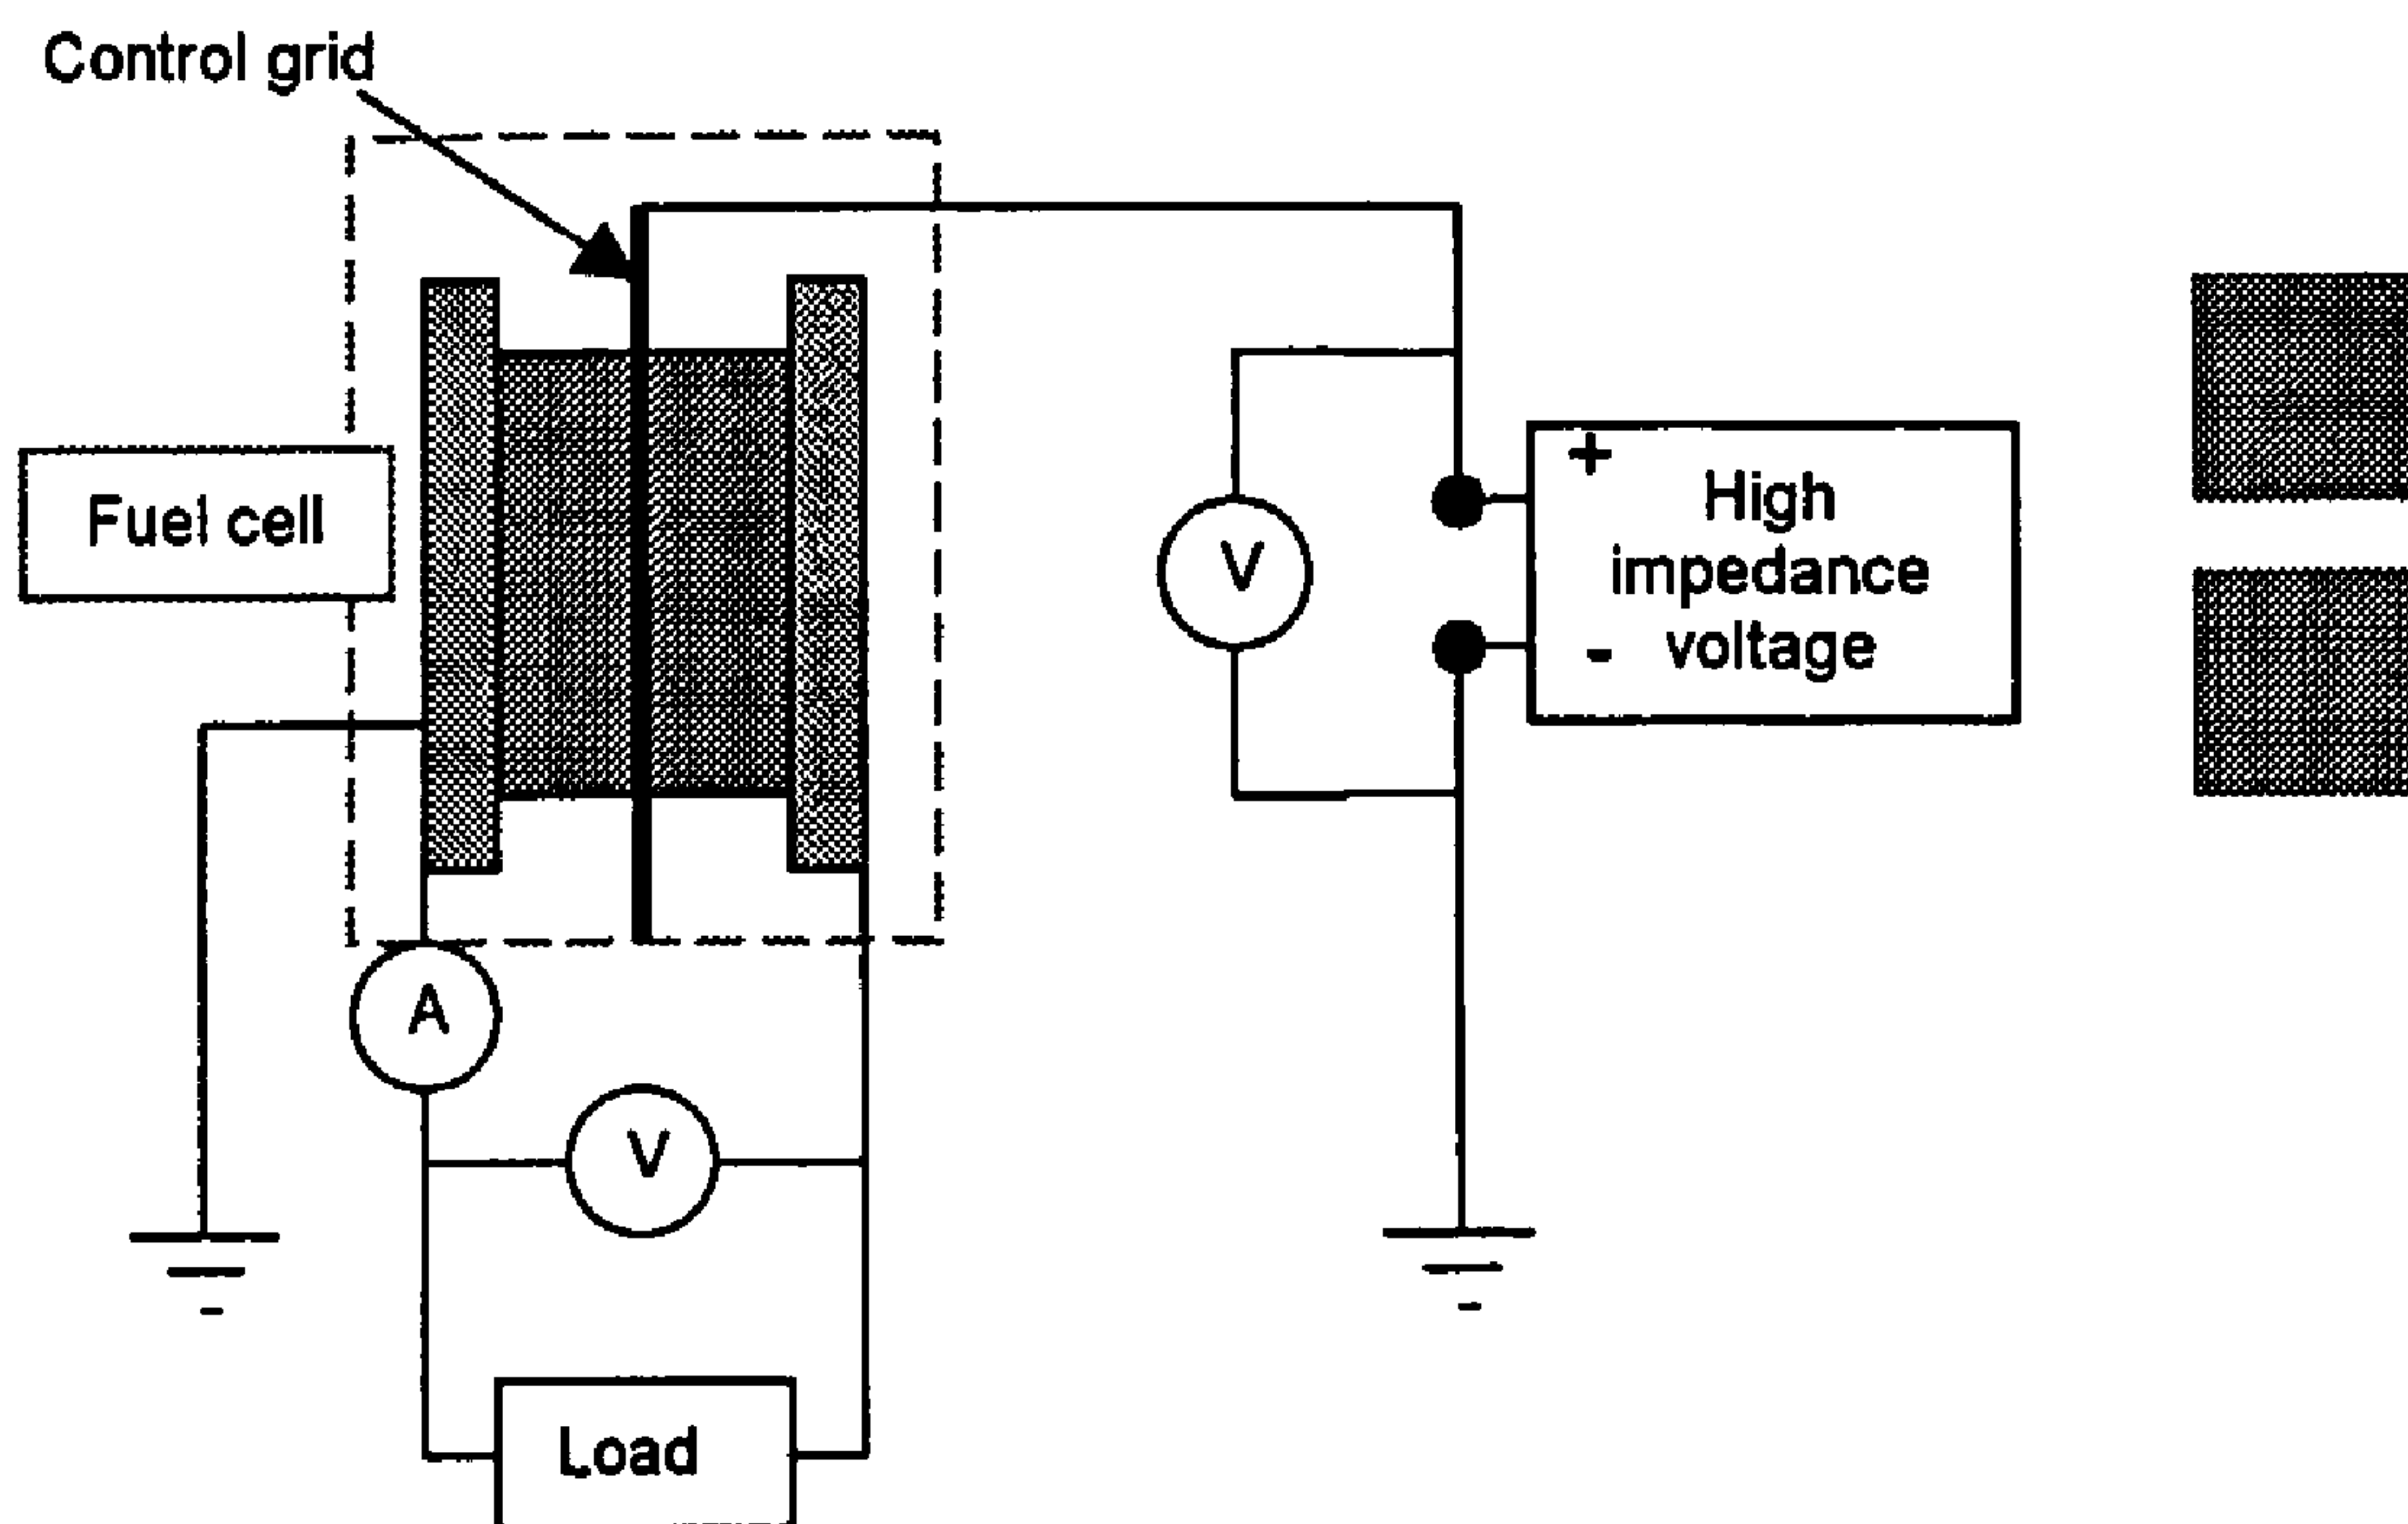 Control grid
Fuel cell
V
+
High
impedance
- voltage
A
V
Load